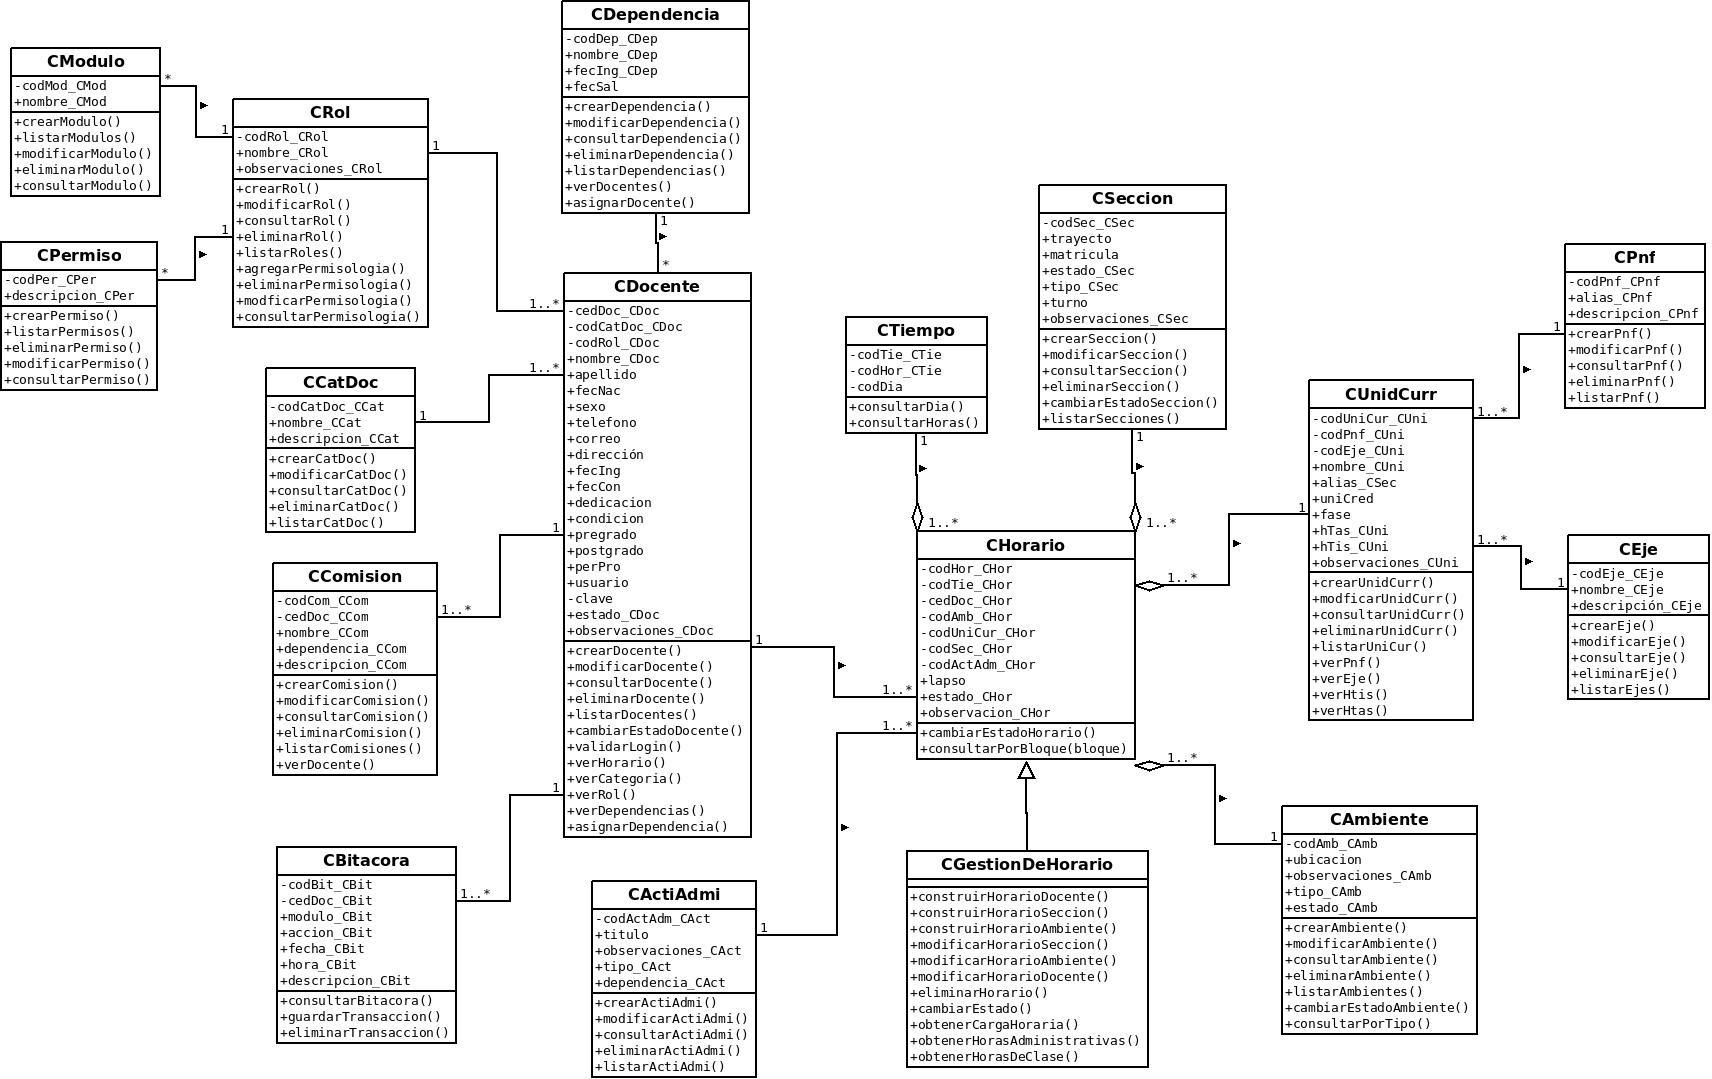 CModulo
-codMod_CMod
+nombre_CMod
+crearModulo()
+listarModulos()
+modificarModulo()
+eliminarModulo()
+consultarModulo()
*
1
CPermiso
-codPer_CPer
+descripcion_CPer
+crearPermiso()
+listarPermisos()
+eliminarPermiso()
+modificarPermiso()
+consultarPermiso()
*
1
CRol
-codRol_CRol
+nombre_CRol
+observaciones_CRol
+crearRol()
+modificarRol()
+consultarRol()
+eliminarRol()
+listarRoles()
+agregarPermisologia()
+eliminarPermisologia()
+modficarPermisologia()
+consultarPermisologia()
1
1..*
CDependencia
-codDep_CDep
+nombre_CDep
+fecIng_CDep
+fecSal
+crearDependencia()
+modificarDependencia()
+consultarDependencia()
+eliminarDependencia()
+listarDependencias()
+verDocentes()
+asignarDocente()
1
*
CCatDoc
-codCatDoc_CCat
+nombre_CCat
+descripcion_CCat
+crearCatDoc()
+modificarCatDoc()
+consultarCatDoc()
+eliminarCatDoc()
+listarCatDoc()
1
1..*
CComision
-codCom_CCom
-cedDoc_CCom
+nombre_CCom
+dependencia_CCom
+descripcion_CCom
+crearComision()
+modificarComision()
+consultarComision()
+eliminarComision()
+listarComisiones()
+verDocente()
1..*
1
CBitacora
-codBit_CBit
-cedDoc_CBit
+modulo_CBit
+accion_CBit
+fecha_CBit
+hora_CBit
+descripcion_CBit
+consultarBitacora()
+guardarTransaccion()
+eliminarTransaccion()
1..*
1
CDocente
-cedDoc_CDoc
-codCatDoc_CDoc
-codRol_CDoc
+nombre_CDoc
+apellido
+fecNac
+sexo
+telefono
+correo
+dirección
+fecIng
+fecCon
+dedicacion
+condicion
+pregrado
+postgrado
+perPro
+usuario
-clave
+estado_CDoc
+observaciones_CDoc
+crearDocente()
+modificarDocente()
+consultarDocente()
+eliminarDocente()
+listarDocentes()
+cambiarEstadoDocente()
+validarLogin()
+verHorario()
+verCategoria()
+verRol()
+verDependencias()
+asignarDependencia()
1
1..*
CActiAdmi
-codActAdm_CAct
+titulo
+observaciones_CAct
+tipo_CAct
+dependencia_CAct
+crearActiAdmi()
+modificarActiAdmi()
+consultarActiAdmi()
+eliminarActiAdmi()
+listarActiAdmi()
1
1..*
CTiempo
-codTie_CTie
-codHor_CTie
-codDia
+consultarDia()
+consultarHoras()
1
1..*
CSeccion
-codSec_CSec
+trayecto
+matricula
+estado_CSec
+tipo_CSec
+turno
+observaciones_CSec
+crearSeccion()
+modificarSeccion()
+consultarSeccion()
+eliminarSeccion()
+cambiarEstadoSeccion()
+listarSecciones()
1
1..*
CHorario
-codHor_CHor
-codTie_CHor
-cedDoc_CHor
-codAmb_CHor
-codUniCur_CHor
-codSec_CHor
-codActAdm_CHor
+lapso
+estado_CHor
+observacion_CHor
+cambiarEstadoHorario()
+consultarPorBloque(bloque)
1..*
1
1..*
1
CGestionDeHorario
+construirHorarioDocente()
+construirHorarioSeccion()
+construirHorarioAmbiente()
+modificarHorarioSeccion()
+modificarHorarioAmbiente()
+modificarHorarioDocente()
+eliminarHorario()
+cambiarEstado()
+obtenerCargaHoraria()
+obtenerHorasAdministrativas()
+obtenerHorasDeClase()
CUnidCurr
-codUniCur_CUni
-codPnf_CUni
-codEje_CUni
+nombre_CUni
+alias_CSec
+uniCred
+fase
+hTas_CUni
+hTis_CUni
+observaciones_CUni
+crearUnidCurr()
+modficarUnidCurr()
+consultarUnidCurr()
+eliminarUnidCurr()
+listarUniCur()
+verPnf()
+verEje()
+verHtis()
+verHtas()
1..*
1
1..*
1
CPnf
-codPnf_CPnf
+alias_CPnf
+descripcion_CPnf
+crearPnf()
+modificarPnf()
+consultarPnf()
+eliminarPnf()
+listarPnf()
CEje
-codEje_CEje
+nombre_CEje
+descripción_CEje
+crearEje()
+modificarEje()
+consultarEje()
+eliminarEje()
+listarEjes()
CAmbiente
-codAmb_CAmb
+ubicacion
+observaciones_CAmb
+tipo_CAmb
+estado_CAmb
+crearAmbiente()
+modificarAmbiente()
+consultarAmbiente()
+eliminarAmbiente()
+listarAmbientes()
+cambiarEstadoAmbiente()
+consultarPorTipo()